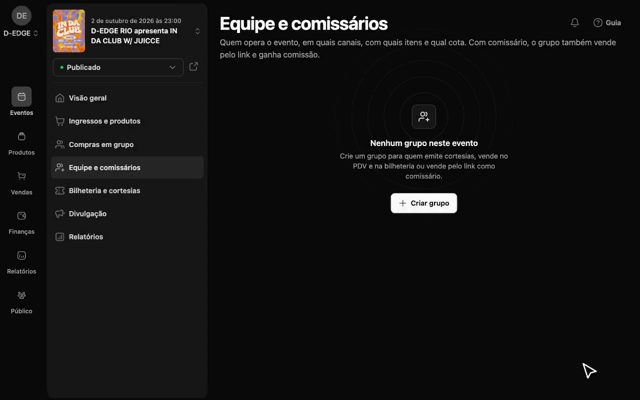 DE
D-EDGE
Eventos
Produtos
Vendas
Finanças
Relatórios
Público
IN DA
CLUB
2 de outubro de 2026 às 23:00
D-EDGE RIO apresenta IN
DA CLUB W/ JUICCE
Publicado
Visão geral
Ingressos e produtos
Compras em grupo
Equipe e comissários
Bilheteria e cortesias
Divulgação
Relatórios
Equipe e comissários
Guia
Quem opera o evento, em quais canais, com quais itens e qual cota. Com comissário, o grupo também vende
pelo link e ganha comissão.
Nenhum grupo neste evento
Crie um grupo para quem emite cortesias, vende no
PDV e na bilheteria ou vende pelo link como
comissário.
Criar grupo